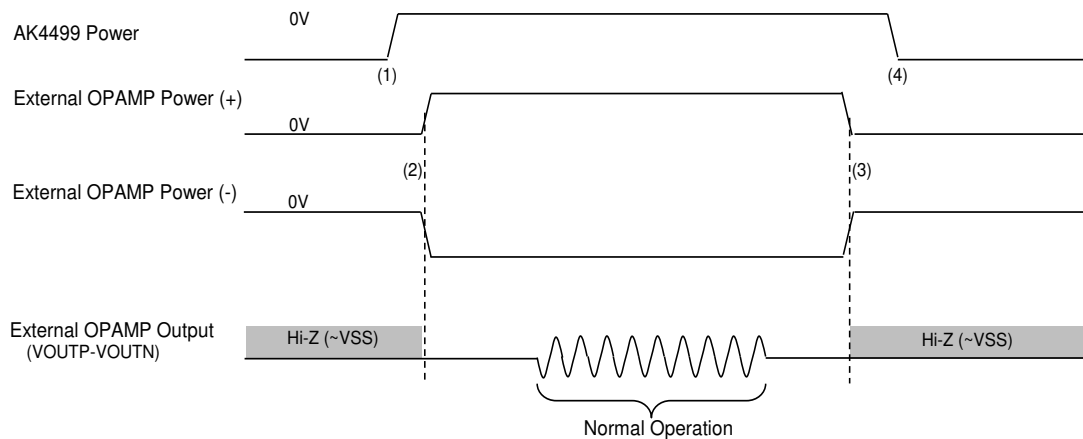 0V
AK4499 Power
(1)
(4)
External OPAMP Power (+)
0V
(2)
(3)
External OPAMP Power (-)
0V
External OPAMP Output
(VOUTP-VOUTN)
Hi-Z (~VSS)
Hi-Z (~VSS)
Normal Operation